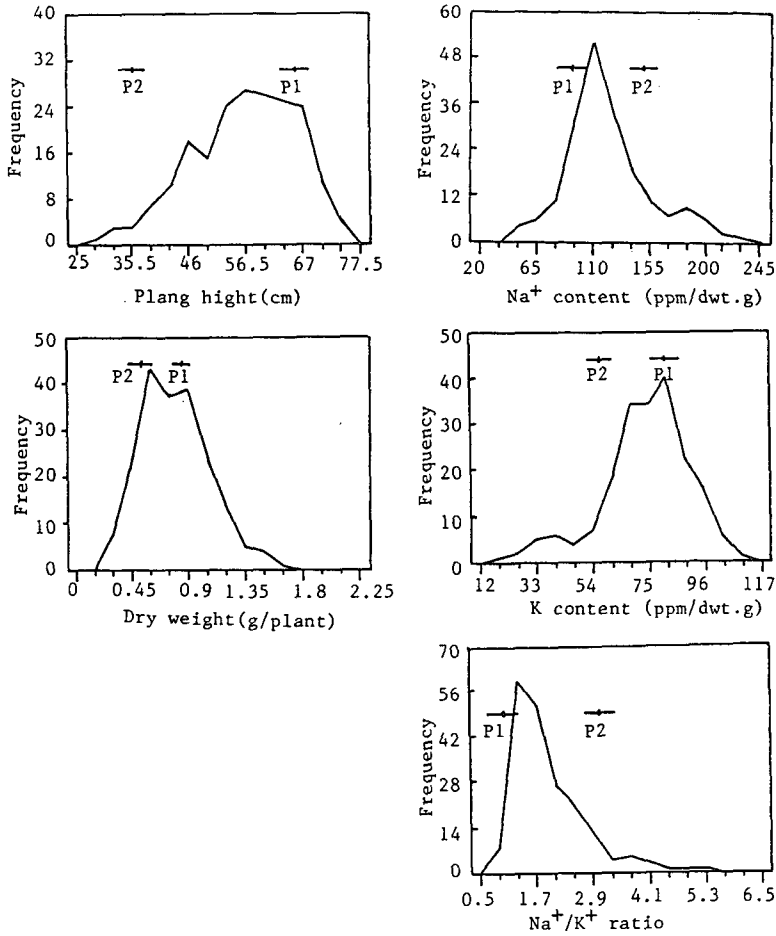 40
32
24
16
8
0
Frequency
P2
P1
25 35.5 46 56.5 67 77.5
Plang hight(cm)
60
48
36
24
12
0
Frequency
P1
P2
20 65 110 155 200 245
Na+ content (ppm/dwt.g)
50
40
30
20
10
0
Frequency
P2
P1
0 0.45 0.9 1.35 1.8 2.25
Dry weight(g/plant)
50
40
30
20
10
0
Frequency
P2
P1
12 33 54 75 96 117
K content (ppm/dwt.g)
70
56
42
28
14
0
Frequency
P1
P2
0.5 1.7 2.9 4.1 5.3 6.5
Na+/K+ ratio